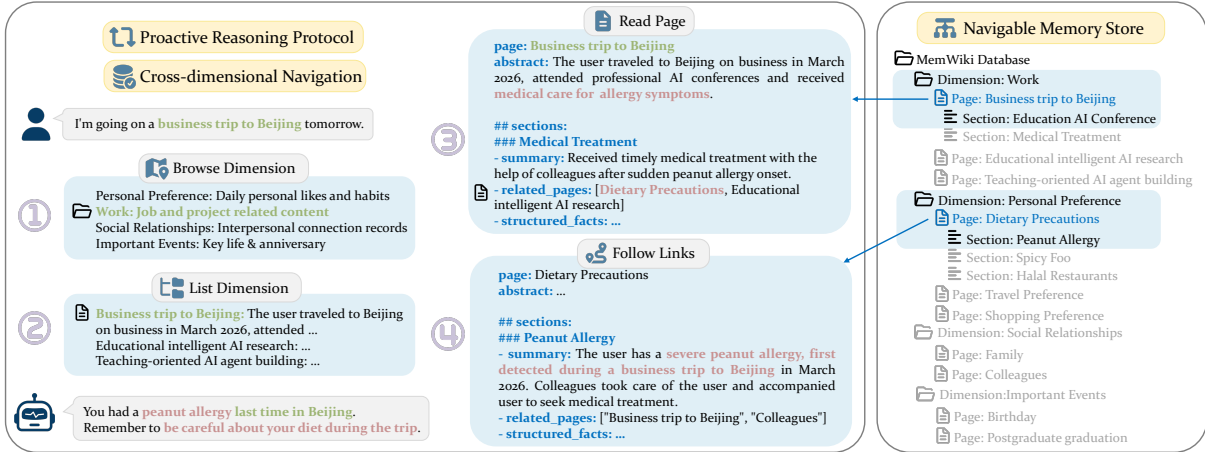 Proactive Reasoning Protocol
Cross-dimensional Navigation
I'm going on a business trip to Beijing tomorrow.
①
Browse Dimension
Personal Preference: Daily personal likes and habits
Work: Job and project related content
Social Relationships: Interpersonal connection records
Important Events: Key life & anniversary
②
List Dimension
Business trip to Beijing: The user traveled to Beijing
on business in March 2026, attended ...
Educational intelligent AI research: ...
Teaching-oriented AI agent building: ...
You had a peanut allergy last time in Beijing.
Remember to be careful about your diet during the trip.
③
Read Page
page: Business trip to Beijing
abstract: The user traveled to Beijing on business in March
2026, attended professional AI conferences and received
medical care for allergy symptoms.
## sections:
### Medical Treatment
- summary: Received timely medical treatment with the
help of colleagues after sudden peanut allergy onset.
- related_pages: [Dietary Precautions, Educational
intelligent AI research]
- structured_facts: ...
④
Follow Links
page: Dietary Precautions
abstract: ...
## sections:
### Peanut Allergy
- summary: The user has a severe peanut allergy, first
detected during a business trip to Beijing in March
2026. Colleagues took care of the user and accompanied
user to seek medical treatment.
- related_pages: ["Business trip to Beijing", "Colleagues"]
- structured_facts: ...
Navigable Memory Store
MemWiki Database
Dimension: Work
Page: Business trip to Beijing
Section: Education AI Conference
Section: Medical Treatment
Page: Educational intelligent AI research
Page: Teaching-oriented AI agent building
Dimension: Personal Preference
Page: Dietary Precautions
Section: Peanut Allergy
Section: Spicy Foo
Section: Halal Restaurants
Page: Travel Preference
Page: Shopping Preference
Dimension: Social Relationships
Page: Family
Page: Colleagues
Dimension:Important Events
Page: Birthday
Page: Postgraduate graduation